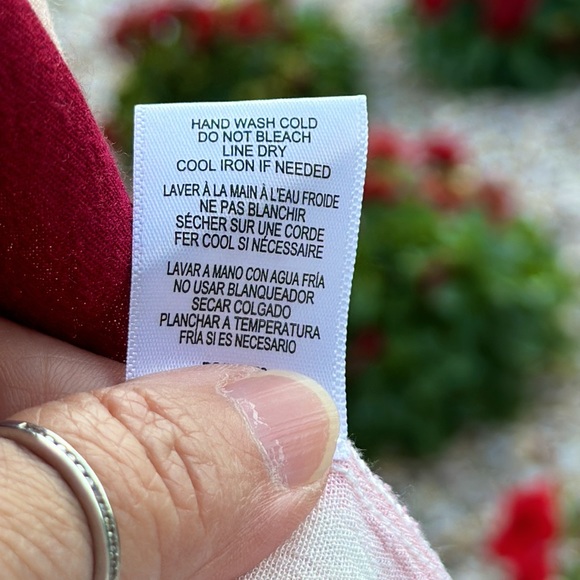 HAND WASH COLD
DO NOT BLEACH
LINE DRY
COOL IRON IF NEEDED
LAVER À LA MAIN À L'EAU FROIDE
NE PAS BLANCHIR
SÉCHER SUR UNE CORDE
FER COOL SI NÉCESSAIRE
LAVAR A MANO CON AGUA FRÍA
NO USAR BLANQUEADOR
SECAR COLGADO
PLANCHAR A TEMPERATURA
FRÍA SI ES NECESARIO